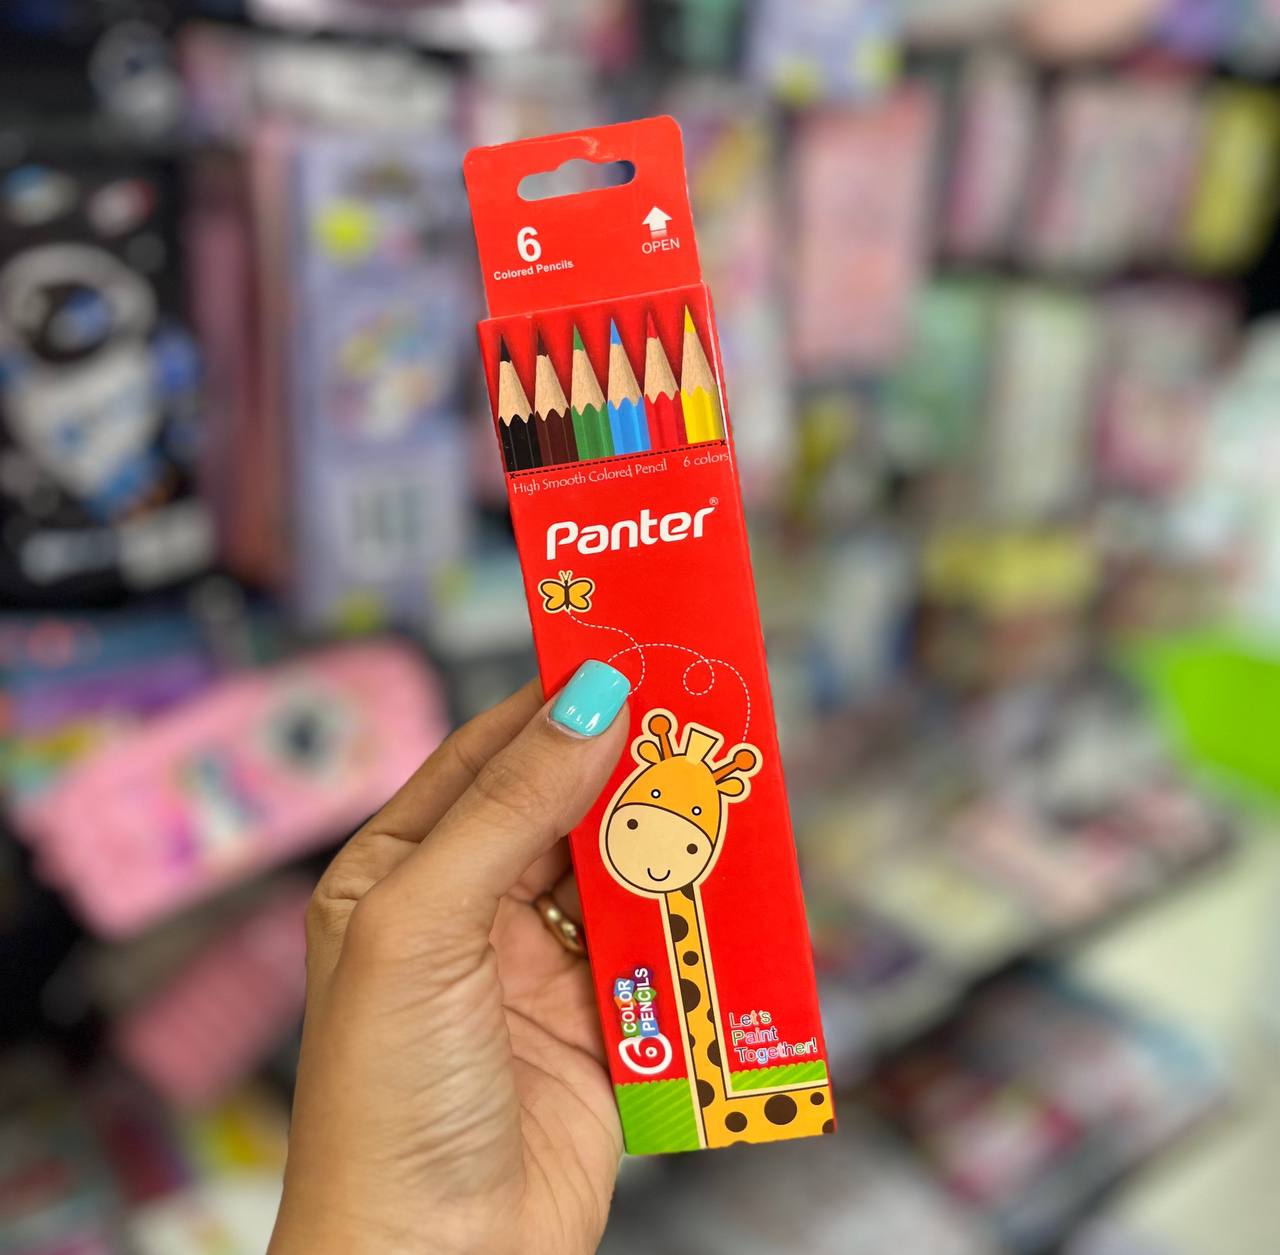 6
Colored Pencils
OPEN
High Smooth Colored Pencil 6 colors
Panter®
6 COLOR
PENCILS
Let's
Paint
Together!